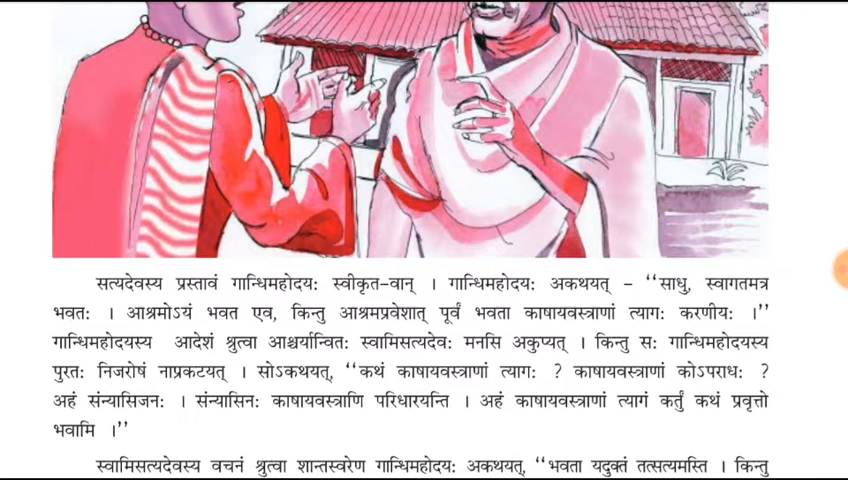 सत्यदेवस्य प्रस्तावं गान्धिमहोदयः स्वीकृत-वान् । गान्धिमहोदयः अकथयत् – ‘‘साधु, स्वागतमत्र
भवतः । आश्रमोऽयं भवत एव, किन्तु आश्रमप्रवेशात् पूर्वं भवता काषायवस्त्राणां त्यागः करणीयः ।’’
गान्धिमहोदयस्य आदेशं श्रुत्वा आश्चर्यान्वितः स्वामिसत्यदेवः मनसि अकुप्यत् । किन्तु सः गान्धिमहोदयस्य
पुरतः निजरोषं नाप्रकटयत् । सोऽकथयत्, ‘‘कथं काषायवस्त्राणां त्यागः ? काषायवस्त्राणां कोऽपराधः ?
अहं संन्यासिजनः । संन्यासिनः काषायवस्त्राणि परिधारयन्ति । अहं काषायवस्त्राणां त्यागं कर्तुं कथं प्रवृत्तो
भवामि ।’’
स्वामिसत्यदेवस्य वचनं श्रुत्वा शान्तस्वरेण गान्धिमहोदयः अकथयत्, ‘‘भवता यदुक्तं तत्सत्यमस्ति । किन्तु